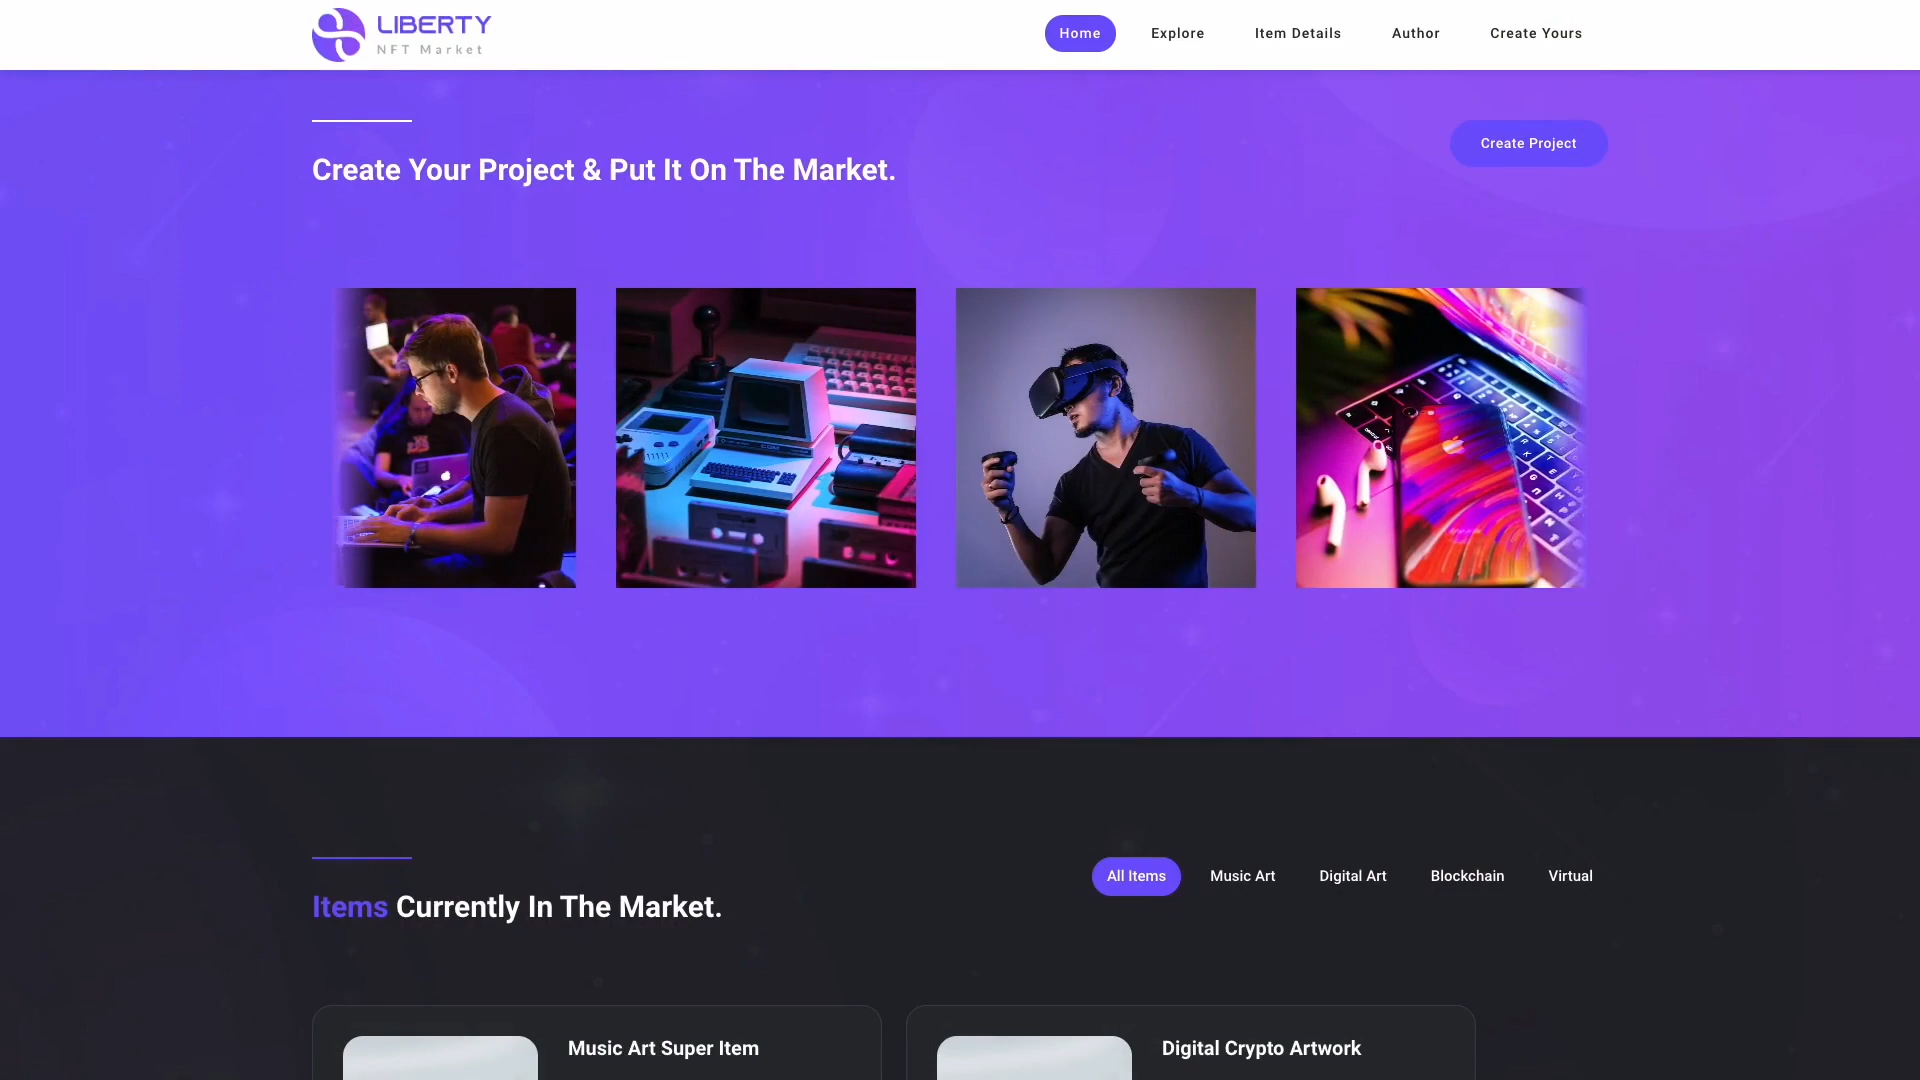 LIBERTY
NFT Market
Home
Explore
Item Details
Author
Create Yours
Create Your Project & Put It On The Market.
Create Project
All Items
Music Art
Digital Art
Blockchain
Virtual
Items Currently In The Market.
Music Art Super Item
Digital Crypto Artwork